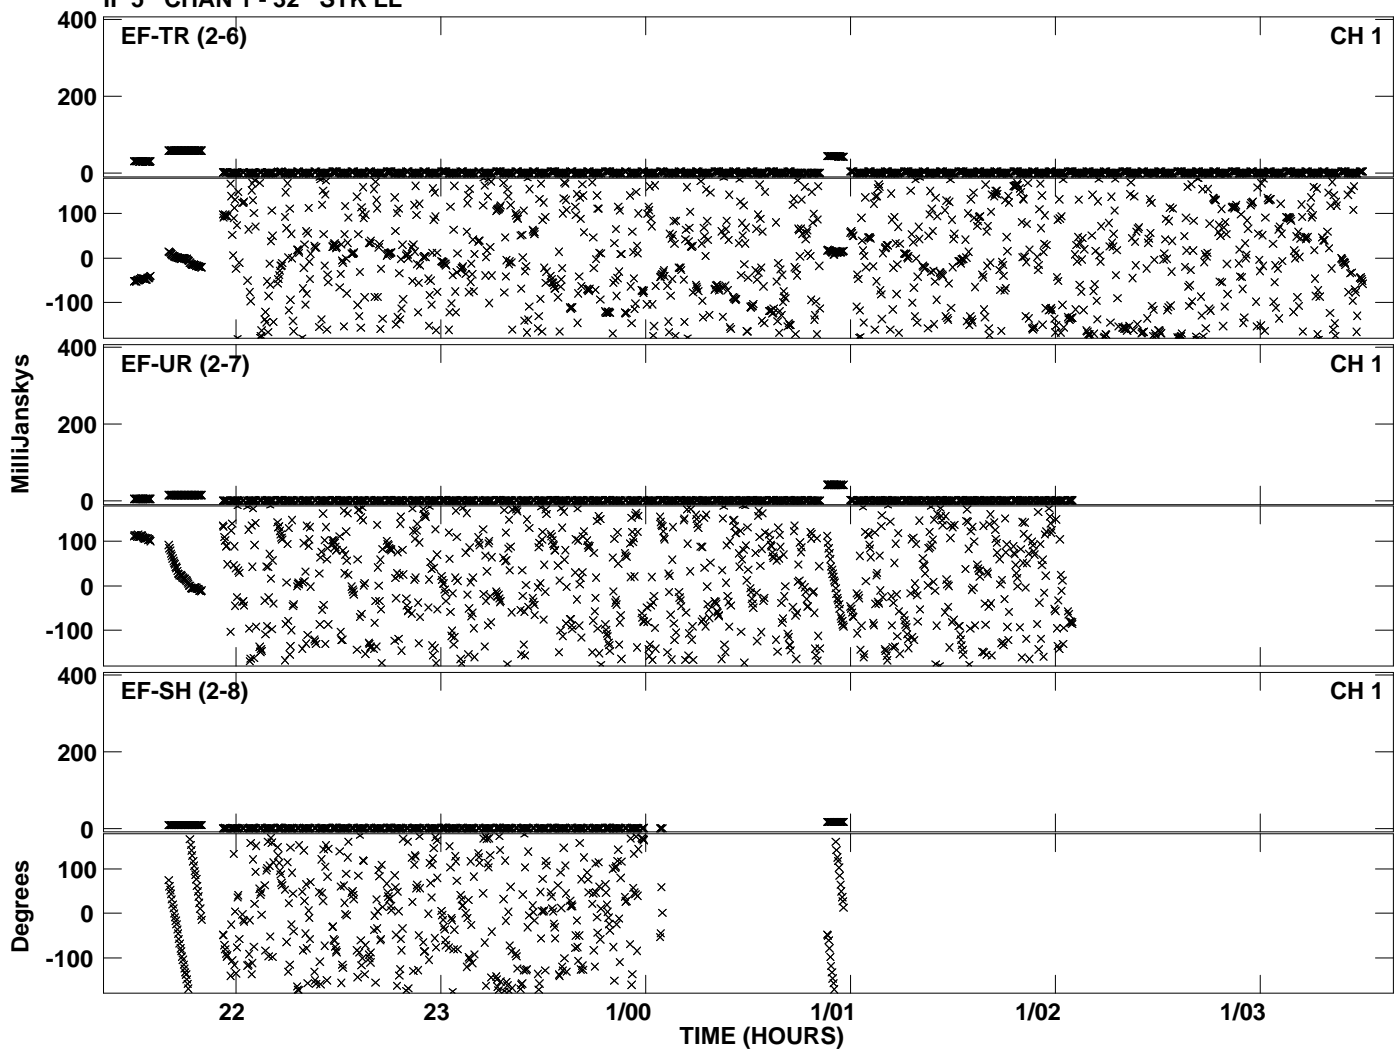 IF 5 CHAN 1 - 32 STK LL
400
EF-TR (2-6)
CH 1
200
0
100
0
-100
400
EF-UR (2-7)
CH 1
200
0
100
0
-100
400
EF-SH (2-8)
CH 1
200
0
100
0
-100
MilliJanskys
Degrees
22
23
1/00
1/01
1/02
1/03
TIME (HOURS)